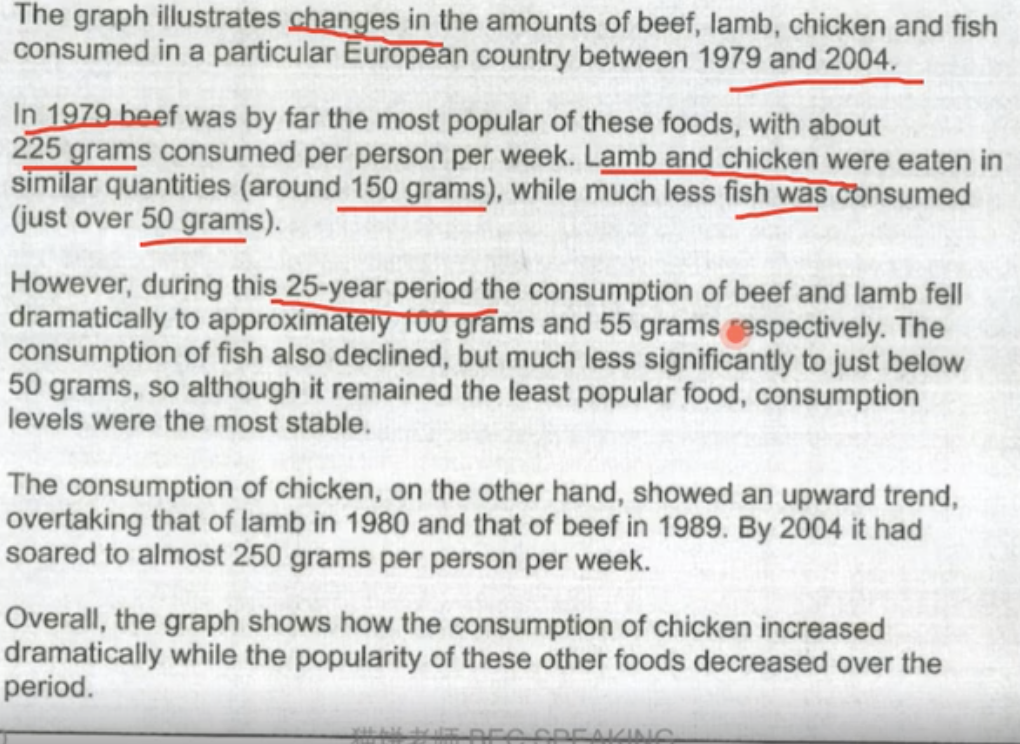 The graph illustrates changes in the amounts of beef, lamb, chicken and fish
consumed in a particular European country between 1979 and 2004.
In 1979 beef was by far the most popular of these foods, with about
225 grams consumed per person per week. Lamb and chicken were eaten in
similar quantities (around 150 grams), while much less fish was consumed
(just over 50 grams).
However, during this 25-year period the consumption of beef and lamb fell
dramatically to approximately 100 grams and 55 grams respectively. The
consumption of fish also declined, but much less significantly to just below
50 grams, so although it remained the least popular food, consumption
levels were the most stable.
The consumption of chicken, on the other hand, showed an upward trend,
overtaking that of lamb in 1980 and that of beef in 1989. By 2004 it had
soared to almost 250 grams per person per week.
Overall, the graph shows how the consumption of chicken increased
dramatically while the popularity of these other foods decreased over the
period.
BEC SPEAKING